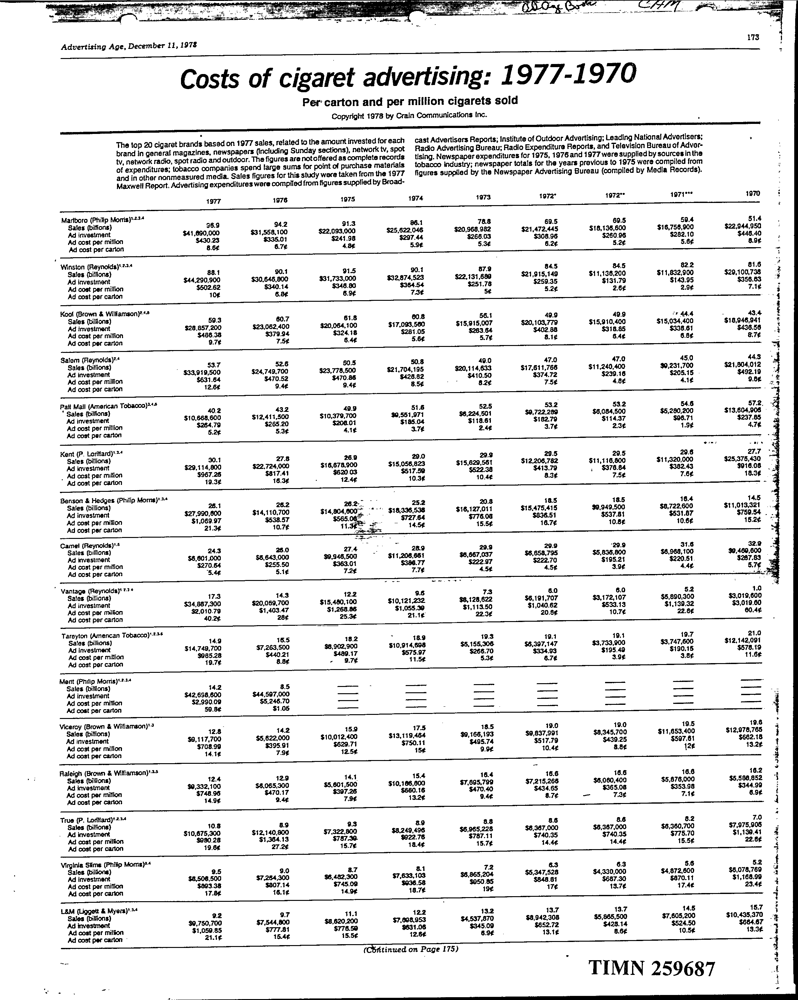 Advertising Age, December 11, 1978
173
Costs of cigaret advertising: 1977-1970
Per carton and per million cigarets sold
Copyright 1978 by Crain Communications Inc.
The top 20 cigaret brands based on 1977 sales, related to the amount invested for each
brand in general magazines, newspapers (including Sunday sections), network tv, spot
tv, network radio, spot radio and outdoor. The figures are not offered as complete records
of expenditures; tobacco companies spend large sums for point of purchase materials
and in other nonmeasured media. Sales figures for this study were taken from the 1977
Maxwell Report. Advertising expenditures were compiled from figures supplied by Broad-
cast Advertisers Reports; Institute of Outdoor Advertising; Leading National Advertisers;
Radio Advertising Bureau; Radio Expenditure Reports, and Television Bureau of Adver-
tising. Newspaper expenditures for 1975, 1976 and 1977 were supplied by sources in the
tobacco industry; newspaper totals for the years previous to 1975 were compiled from
figures supplied by the Newspaper Advertising Bureau (compiled by Media Records).
1977 1976 1975 1974 1973 1972* 1972** 1971*** 1970
Marlboro (Philip Morris)
Sales (billions) 98.9 94.2 91.3 86.1 78.8 69.5 69.5 59.4 51.4
Ad investment $41,690,000 $31,558,100 $22,093,000 $25,622,046 $20,968,982 $21,472,445 $18,136,600 $16,756,900 $22,944,950
Ad cost per million $430.23 $335.01 $241.98 $297.44 $266.03 $308.96 $260.96 $282.10 $446.40
Ad cost per carton 8.6¢ 6.7¢ 4.8¢ 5.9¢ 5.3¢ 6.2¢ 5.2¢ 5.6¢ 8.9¢
Winston (Reynolds)
Sales (billions) 88.1 90.1 91.5 90.1 87.9 84.5 84.5 82.2 81.6
Ad investment $44,290,900 $30,646,800 $31,733,000 $32,874,523 $22,131,689 $21,915,149 $11,136,200 $11,832,900 $29,100,738
Ad cost per million $502.62 $340.14 $346.80 $364.54 $251.78 $259.35 $131.79 $143.95 $356.63
Ad cost per carton 10¢ 6.8¢ 6.9¢ 7.3¢ 5¢ 5.2¢ 2.6¢ 2.9¢ 7.1¢
Kool (Brown & Williamson)
Sales (billions) 59.3 60.7 61.8 60.8 56.1 49.9 49.9 44.4 43.4
Ad investment $28,857,200 $23,062,400 $20,064,100 $17,093,560 $15,915,007 $20,103,779 $15,910,400 $15,034,400 $18,946,941
Ad cost per million $486.38 $379.94 $324.18 $281.05 $283.64 $402.88 $318.85 $338.61 $436.56
Ad cost per carton 9.7¢ 7.5¢ 6.4¢ 5.6¢ 5.7¢ 8.1¢ 6.4¢ 6.8¢ 8.7¢
Salem (Reynolds)
Sales (billions) 53.7 52.6 50.5 50.8 49.0 47.0 47.0 45.0 44.3
Ad investment $33,919,500 $24,749,700 $23,778,500 $21,704,195 $20,114,633 $17,611,766 $11,240,400 $9,231,700 $21,804,012
Ad cost per million $631.64 $470.52 $470.86 $426.62 $410.50 $374.72 $239.16 $205.15 $492.19
Ad cost per carton 12.6¢ 9.4¢ 9.4¢ 8.5¢ 8.2¢ 7.5¢ 4.8¢ 4.1¢ 9.8¢
Pall Mall (American Tobacco)
Sales (billions) 40.2 43.2 49.9 51.6 52.5 53.2 53.2 54.6 57.2
Ad investment $10,668,600 $12,411,500 $10,379,700 $9,551,971 $6,224,501 $9,722,289 $6,084,500 $5,280,200 $13,604,906
Ad cost per million $264.79 $265.20 $208.01 $185.04 $118.61 $182.79 $114.37 $96.71 $237.85
Ad cost per carton 5.2¢ 5.3¢ 4.1¢ 3.7¢ 2.4¢ 3.7¢ 2.3¢ 1.9¢ 4.7¢
Kent (P. Lorillard)
Sales (billions) 30.1 27.8 26.9 29.0 29.9 29.5 29.5 29.6 27.7
Ad investment $29,114,800 $22,724,000 $16,678,900 $15,056,823 $15,629,561 $12,206,782 $11,116,800 $11,320,000 $25,375,430
Ad cost per million $967.26 $817.41 $620.03 $517.59 $522.38 $413.79 $376.84 $382.43 $916.08
Ad cost per carton 19.3¢ 16.3¢ 12.4¢ 10.3¢ 10.4¢ 8.3¢ 7.5¢ 7.6¢ 18.3¢
Benson & Hedges (Philip Morris)
Sales (billions) 26.1 26.2 26.2 25.2 20.8 18.5 18.5 16.4 14.5
Ad investment $27,990,600 $14,110,700 $14,804,600 $18,336,538 $16,127,011 $15,475,415 $9,949,500 $8,722,600 $11,013,321
Ad cost per million $1,069.97 $538.57 $565.06 $727.64 $776.08 $836.51 $537.81 $531.87 $759.54
Ad cost per carton 21.3¢ 10.7¢ 11.3¢ 14.5¢ 15.5¢ 16.7¢ 10.8¢ 10.6¢ 15.2¢
Camel (Reynolds)
Sales (billions) 24.3 26.0 27.4 28.9 29.9 29.9 29.9 31.6 32.9
Ad investment $6,601,000 $6,643,000 $9,946,500 $11,206,661 $6,667,037 $6,658,795 $5,836,800 $6,968,100 $9,469,600
Ad cost per million $270.64 $255.50 $363.01 $386.77 $222.97 $222.70 $195.21 $220.51 $287.83
Ad cost per carton 5.4¢ 5.1¢ 7.2¢ 7.7¢ 4.5¢ 4.5¢ 3.9¢ 4.4¢ 5.7¢
Vantage (Reynolds)
Sales (billions) 17.3 14.3 12.2 9.6 7.3 6.0 6.0 5.2 1.0
Ad investment $34,887,300 $20,069,700 $15,480,100 $10,121,232 $8,128,622 $6,191,707 $3,172,107 $5,890,300 $3,019,600
Ad cost per million $2,010.79 $1,403.47 $1,268.86 $1,055.39 $1,113.50 $1,040.62 $533.13 $1,139.32 $3,019.60
Ad cost per carton 40.2¢ 28¢ 25.3¢ 21.1¢ 22.3¢ 20.8¢ 10.7¢ 22.8¢ 60.4¢
Tareyton (American Tobacco)
Sales (billions) 14.9 16.5 18.2 18.9 19.3 19.1 19.1 19.7 21.0
Ad investment $14,749,700 $7,263,500 $8,902,900 $10,914,698 $5,155,306 $6,397,147 $3,733,900 $3,747,600 $12,142,091
Ad cost per million $985.28 $440.21 $489.17 $575.97 $266.70 $334.93 $195.49 $190.15 $578.19
Ad cost per carton 19.7¢ 8.8¢ 9.7¢ 11.5¢ 5.3¢ 6.7¢ 3.9¢ 3.8¢ 11.6¢
Merit (Philip Morris)
Sales (billions) 14.2 8.5
Ad investment $42,698,600 $44,597,000
Ad cost per million $2,990.09 $5,246.70
Ad cost per carton 59.8¢ $1.05
Viceroy (Brown & Williamson)
Sales (billions) 12.8 14.2 15.9 17.5 18.5 19.0 19.0 19.5 19.6
Ad investment $9,117,700 $5,622,000 $10,012,400 $13,119,464 $9,166,193 $9,837,991 $8,345,700 $11,653,400 $12,978,765
Ad cost per million $708.99 $395.91 $629.71 $750.11 $495.74 $517.79 $439.25 $597.61 $662.18
Ad cost per carton 14.1¢ 7.9¢ 12.5¢ 15¢ 9.9¢ 10.4¢ 8.8¢ 12¢ 13.2¢
Raleigh (Brown & Williamson)
Sales (billions) 12.4 12.9 14.1 15.4 16.4 16.6 16.6 16.6 16.2
Ad investment $9,332,100 $6,065,300 $5,601,500 $10,186,600 $7,695,799 $7,215,266 $6,060,400 $5,876,000 $5,588,852
Ad cost per million $748.96 $470.17 $397.26 $660.16 $470.40 $434.65 $365.08 $353.98 $344.99
Ad cost per carton 14.9¢ 9.4¢ 7.9¢ 13.2¢ 9.4¢ 8.7¢ 7.3¢ 7.1¢ 6.9¢
True (P. Lorillard)
Sales (billions) 10.8 8.9 9.3 8.9 8.8 8.6 8.6 8.2 7.0
Ad investment $10,675,300 $12,140,800 $7,322,800 $8,249,496 $6,965,228 $6,367,000 $6,367,000 $6,360,700 $7,975,905
Ad cost per million $980.28 $1,364.13 $787.39 $922.76 $787.11 $740.35 $740.35 $775.70 $1,139.41
Ad cost per carton 19.6¢ 27.2¢ 15.7¢ 18.4¢ 15.7¢ 14.4¢ 14.4¢ 15.5¢ 22.8¢
Virginia Slims (Philip Morris)
Sales (billions) 9.5 9.0 8.7 8.1 7.2 6.3 6.3 5.6 5.2
Ad investment $8,506,500 $7,264,300 $6,482,300 $7,633,103 $6,865,204 $5,347,528 $4,330,000 $4,872,600 $6,078,769
Ad cost per million $893.38 $807.14 $745.09 $936.58 $950.85 $848.81 $687.30 $870.11 $1,168.99
Ad cost per carton 17.8¢ 16.1¢ 14.9¢ 18.7¢ 19¢ 17¢ 13.7¢ 17.4¢ 23.4¢
L&M (Liggett & Myers)
Sales (billions) 9.2 9.7 11.1 12.2 13.2 13.7 13.7 14.5 15.7
Ad investment $9,750,700 $7,544,800 $8,620,200 $7,698,953 $4,537,870 $8,942,308 $5,865,500 $7,605,200 $10,435,370
Ad cost per million $1,059.85 $777.81 $776.59 $631.06 $345.09 $652.72 $428.14 $524.50 $664.67
Ad cost per carton 21.1¢ 15.4¢ 15.5¢ 12.6¢ 6.9¢ 13.1¢ 8.6¢ 10.5¢ 13.3¢
(Continued on Page 175)
TIMN 259687